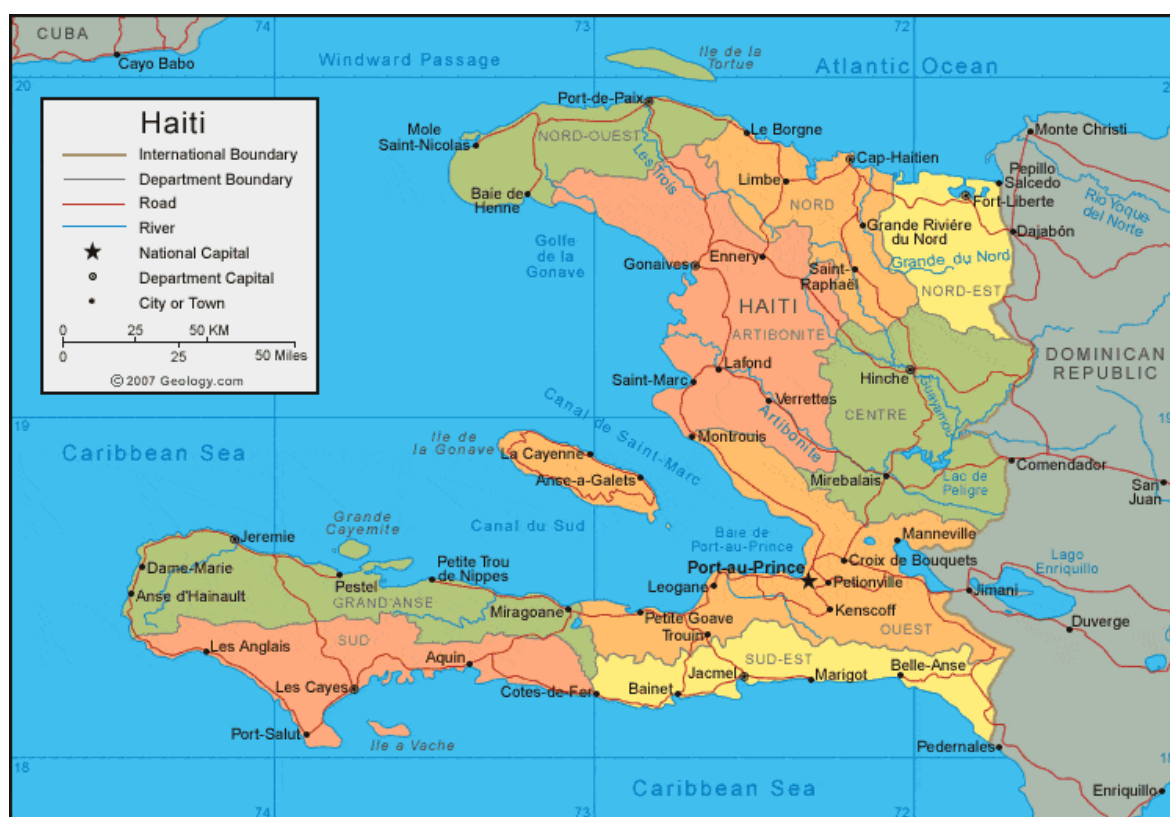 74
73
72
CUBA
Cayo Babo
Windward Passage
Ile de la
Tortue
Atlantic Ocean
20
2
Haiti
International Boundary
Department Boundary
Road
River
National Capital
Department Capital
City or Town
0 25 50 KM
0 25 50 Miles
© 2007 Geology.com
Port-de-Paix
Mole
Saint-Nicolas
NORD-OUEST
Le Borgne
Monte Christi
Les Trois
Cap-Haitien
Limbe
Pepillo
Salcedo
Baie de
Henne
NORD
Fort-Liberte
Rio Yoque
del Norte
Grande Riviére
du Nord
Dajabón
Golfe
de la
Gonave
Gonaives
Ennery
Saint-
Raphaël
Grande du Nord
NORD-EST
HAITI
ARTIBONITE
DOMINICAN
REPUBLIC
Lafond
Saint-Marc
Hinche
Guayamou
Verrettes
CENTRE
19
19
Canal de Saint-Marc
Artibonite
Ile de
la Gonave
Montrouis
Caribbean Sea
La Cayenne
Comendador
Anse-a-Galets
Mirebalais
Lac de
Peligre
San
Juan
Grande
Cayemite
Canal du Sud
Baie de
Port-au-Prince
Manneville
Jeremie
Croix de Bouquets
Lago
Enriquillo
Dame-Marie
Petite Trou
de Nippes
Port-au-Prince
Pestel
Leogane
Petionville
Jimani
Anse d'Hainault
GRAND'ANSE
Miragoane
Kenscoff
Petite Goave
Trouin
OUEST
Duverge
SUD
Les Anglais
Aquin
SUD-EST
Jacmel
Marigot
Belle-Anse
Les Cayes
Cotes-de-Fer
Bainet
Port-Salut
Ile a Vache
Pedernales
18
18
Caribbean Sea
Enriquillo
74
73
72